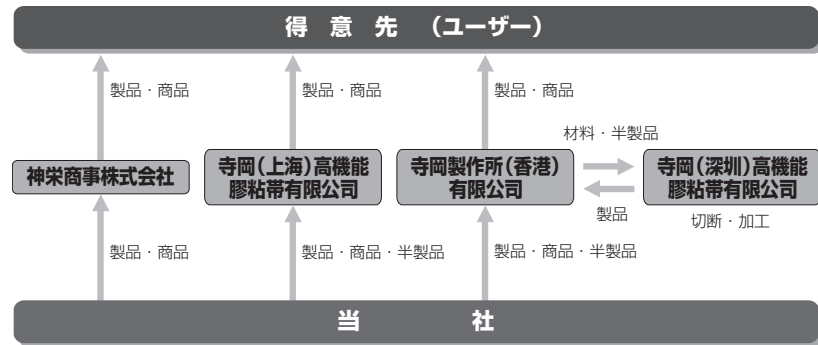 得 意 先 （ユーザー）
製品・商品
製品・商品
製品・商品
材料・半製品
神栄商事株式会社
寺岡（上海）高機能
膠粘帯有限公司
寺岡製作所（香港）
有限公司
寺岡（深圳）高機能
膠粘帯有限公司
製品
切断・加工
製品・商品
製品・商品・半製品
製品・商品・半製品
当 社